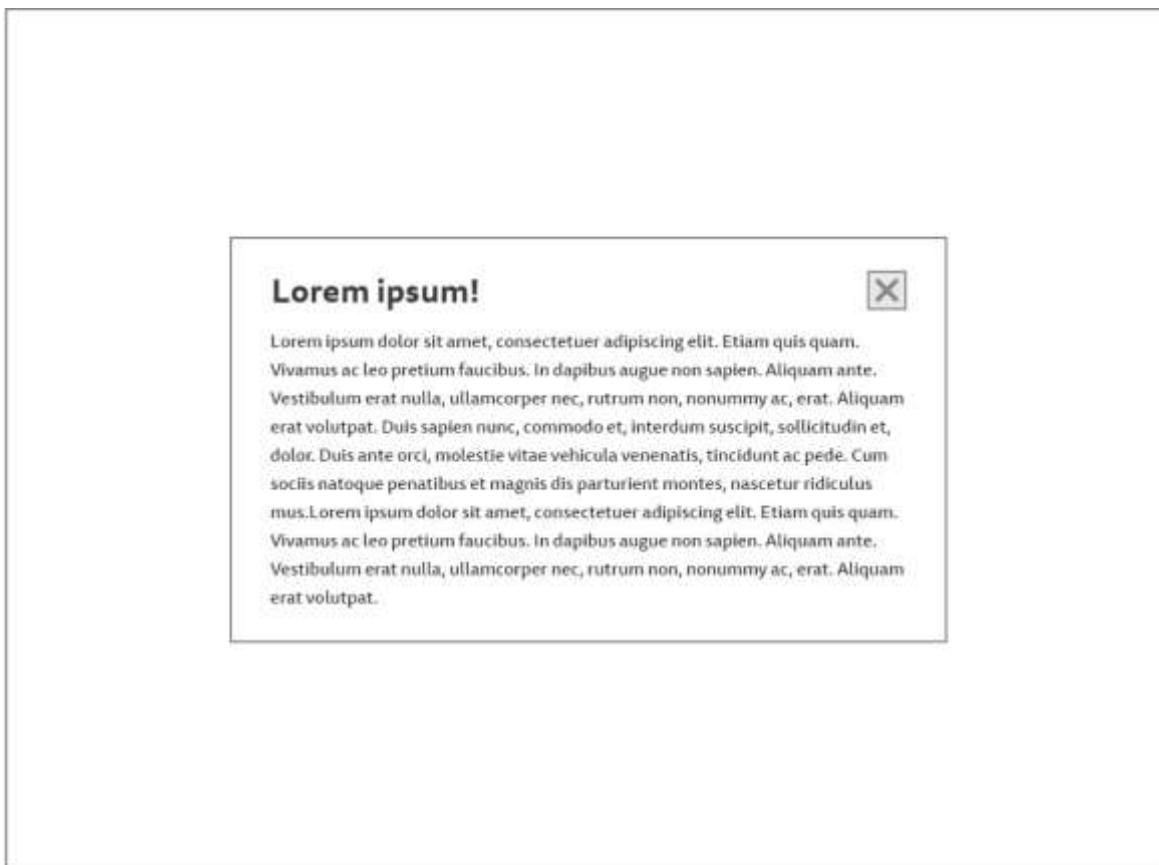 Lorem ipsum!
Lorem ipsum dolor sit amet, consectetuer adipiscing elit. Etiam quis quam.
Vivamus ac leo pretium faucibus. In dapibus augue non sapien. Aliquam ante.
Vestibulum erat nulla, ullamcorper nec, rutrum non, nonummy ac, erat. Aliquam
erat volutpat. Duis sapien nunc, commodo et, interdum suscipit, sollicitudin et,
dolor. Duis ante orci, molestie vitae vehicula venenatis, tincidunt ac pede. Cum
sociis natoque penatibus et magnis dis parturient montes, nascetur ridiculus
mus.Lorem ipsum dolor sit amet, consectetuer adipiscing elit. Etiam quis quam.
Vivamus ac leo pretium faucibus. In dapibus augue non sapien. Aliquam ante.
Vestibulum erat nulla, ullamcorper nec, rutrum non, nonummy ac, erat. Aliquam
erat volutpat.